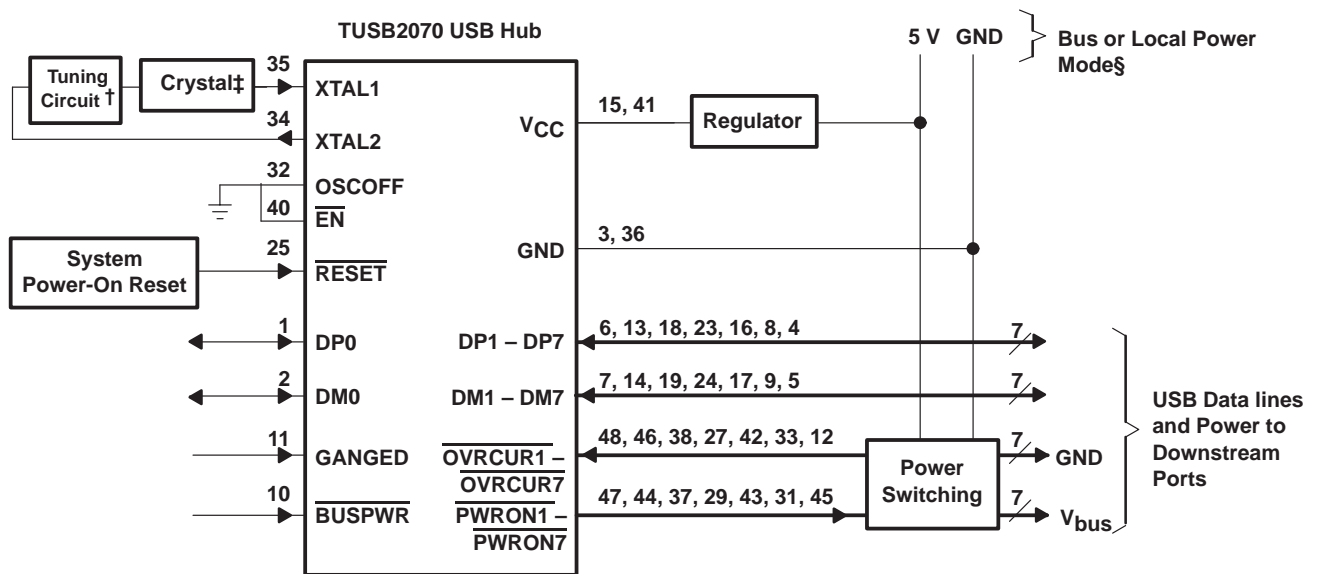 TUSB2070 USB Hub
5 V GND
Bus or Local Power
Mode§
Tuning
Circuit †
Crystal‡
35
XTAL1
34
XTAL2
15, 41
VCC
Regulator
32
OSCOFF
40
EN
3, 36
GND
System
Power-On Reset
25
RESET
1
DP0
6, 13, 18, 23, 16, 8, 4
DP1 – DP7
7
2
DM0
7, 14, 19, 24, 17, 9, 5
DM1 – DM7
7
11
GANGED
48, 46, 38, 27, 42, 33, 12
OVRCUR1 –
OVRCUR7
7
GND
10
BUSPWR
47, 44, 37, 29, 43, 31, 45
PWRON1 –
PWRON7
Power
Switching
7
Vbus
USB Data lines
and Power to
Downstream
Ports